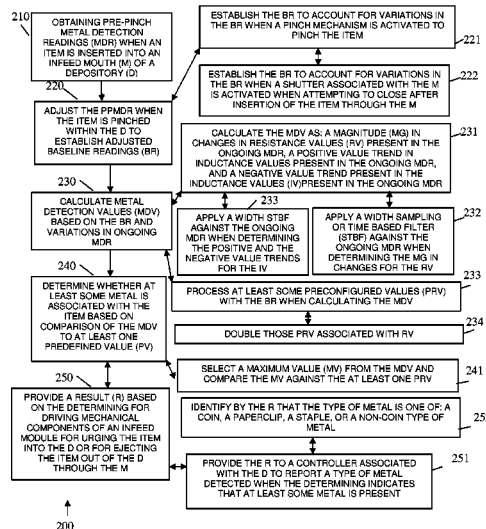 210
OBTAINING PRE-PINCH
METAL DETECTION
READINGS (MDR) WHEN AN
ITEM IS INSERTED INTO AN
INFEED MOUTH (M) OF A
DEPOSITORY (D)
220
ADJUST THE PPMDR WHEN
THE ITEM IS PINCHED
WITHIN THE D TO
ESTABLISH ADJUSTED
BASELINE READINGS (BR)
230
CALCULATE METAL
DETECTION VALUES (MDV)
BASED ON THE BR AND
VARIATIONS IN ONGOING
MDR
240
DETERMINE WHETHER AT
LEAST SOME METAL IS
ASSOCIATED WITH THE
ITEM BASED ON
COMPARISON OF THE MDV
TO AT LEAST ONE
PREDEFINED VALUE (PV)
250
PROVIDE A RESULT (R) BASED
ON THE DETERMINING FOR
DRIVING MECHANICAL
COMPONENTS OF AN INFEED
MODULE FOR URGING THE ITEM
INTO THE D OR FOR EJECTING
THE ITEM OUT OF THE D
THROUGH THE M
200
ESTABLISH THE BR TO ACCOUNT FOR VARIATIONS IN
THE BR WHEN A PINCH MECHANISM IS ACTIVATED TO
PINCH THE ITEM
221
ESTABLISH THE BR TO ACCOUNT FOR VARIATIONS IN
THE BR WHEN A SHUTTER ASSOCIATED WITH THE M
IS ACTIVATED WHEN ATTEMPTING TO CLOSE AFTER
INSERTION OF THE ITEM THROUGH THE M
222
CALCULATE THE MDV AS: A MAGNITUDE (MG) IN
CHANGES IN RESISTANCE VALUES (RV) PRESENT IN THE
ONGOING MDR, A POSITIVE VALUE TREND IN
INDUCTANCE VALUES PRESENT IN THE ONGOING MDR,
AND A NEGATIVE VALUE TREND PRESENT IN THE
INDUCTANCE VALUES (IV)PRESENT IN THE ONGOING MDR
231
233
APPLY A WIDTH STBF
AGAINST THE ONGOING
MDR WHEN DETERMINING
THE POSITIVE AND THE
NEGATIVE VALUE TRENDS
FOR THE IV
APPLY A WIDTH SAMPLING
OR TIME BASED FILTER
(STBF) AGAINST THE
ONGOING MDR WHEN
DETERMINING THE MG IN
CHANGES FOR THE RV
232
233
PROCESS AT LEAST SOME PRECONFIGURED VALUES (PRV)
WITH THE BR WHEN CALCULATING THE MDV
DOUBLE THOSE PRV ASSOCIATED WITH RV
234
SELECT A MAXIMUM VALUE (MV) FROM THE MDV AND
COMPARE THE MV AGAINST THE AT LEAST ONE PRV
241
IDENTIFY BY THE R THAT THE TYPE OF METAL IS ONE OF: A
COIN, A PAPERCLIP, A STAPLE, OR A NON-COIN TYPE OF
METAL
PROVIDE THE R TO A CONTROLLER ASSOCIATED
WITH THE D TO REPORT A TYPE OF METAL
DETECTED WHEN THE DETERMINING INDICATES
THAT AT LEAST SOME METAL IS PRESENT
251